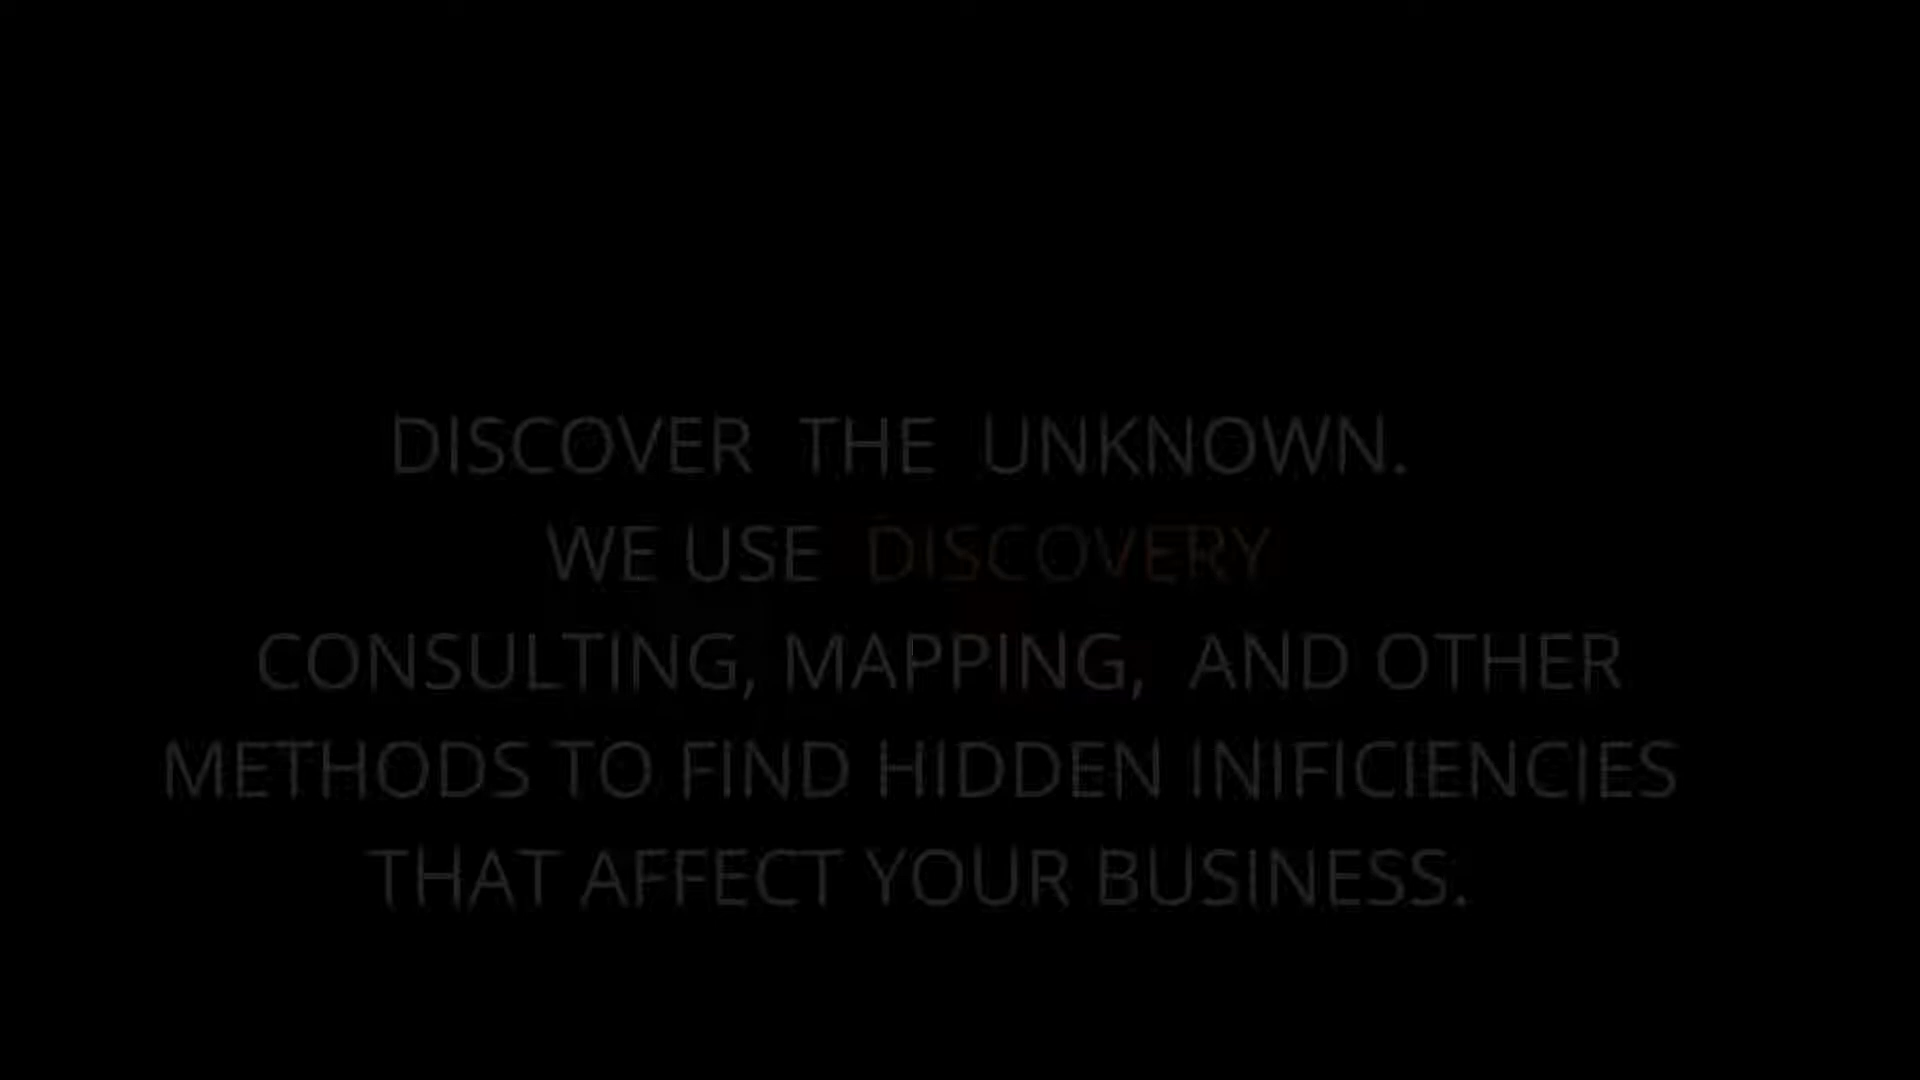 DISCOVER THE UNKNOWN.
WE USE DISCOVERY
CONSULTING, MAPPING, AND OTHER
METHODS TO FIND HIDDEN INIFICIENCIES
THAT AFFECT YOUR BUSINESS.